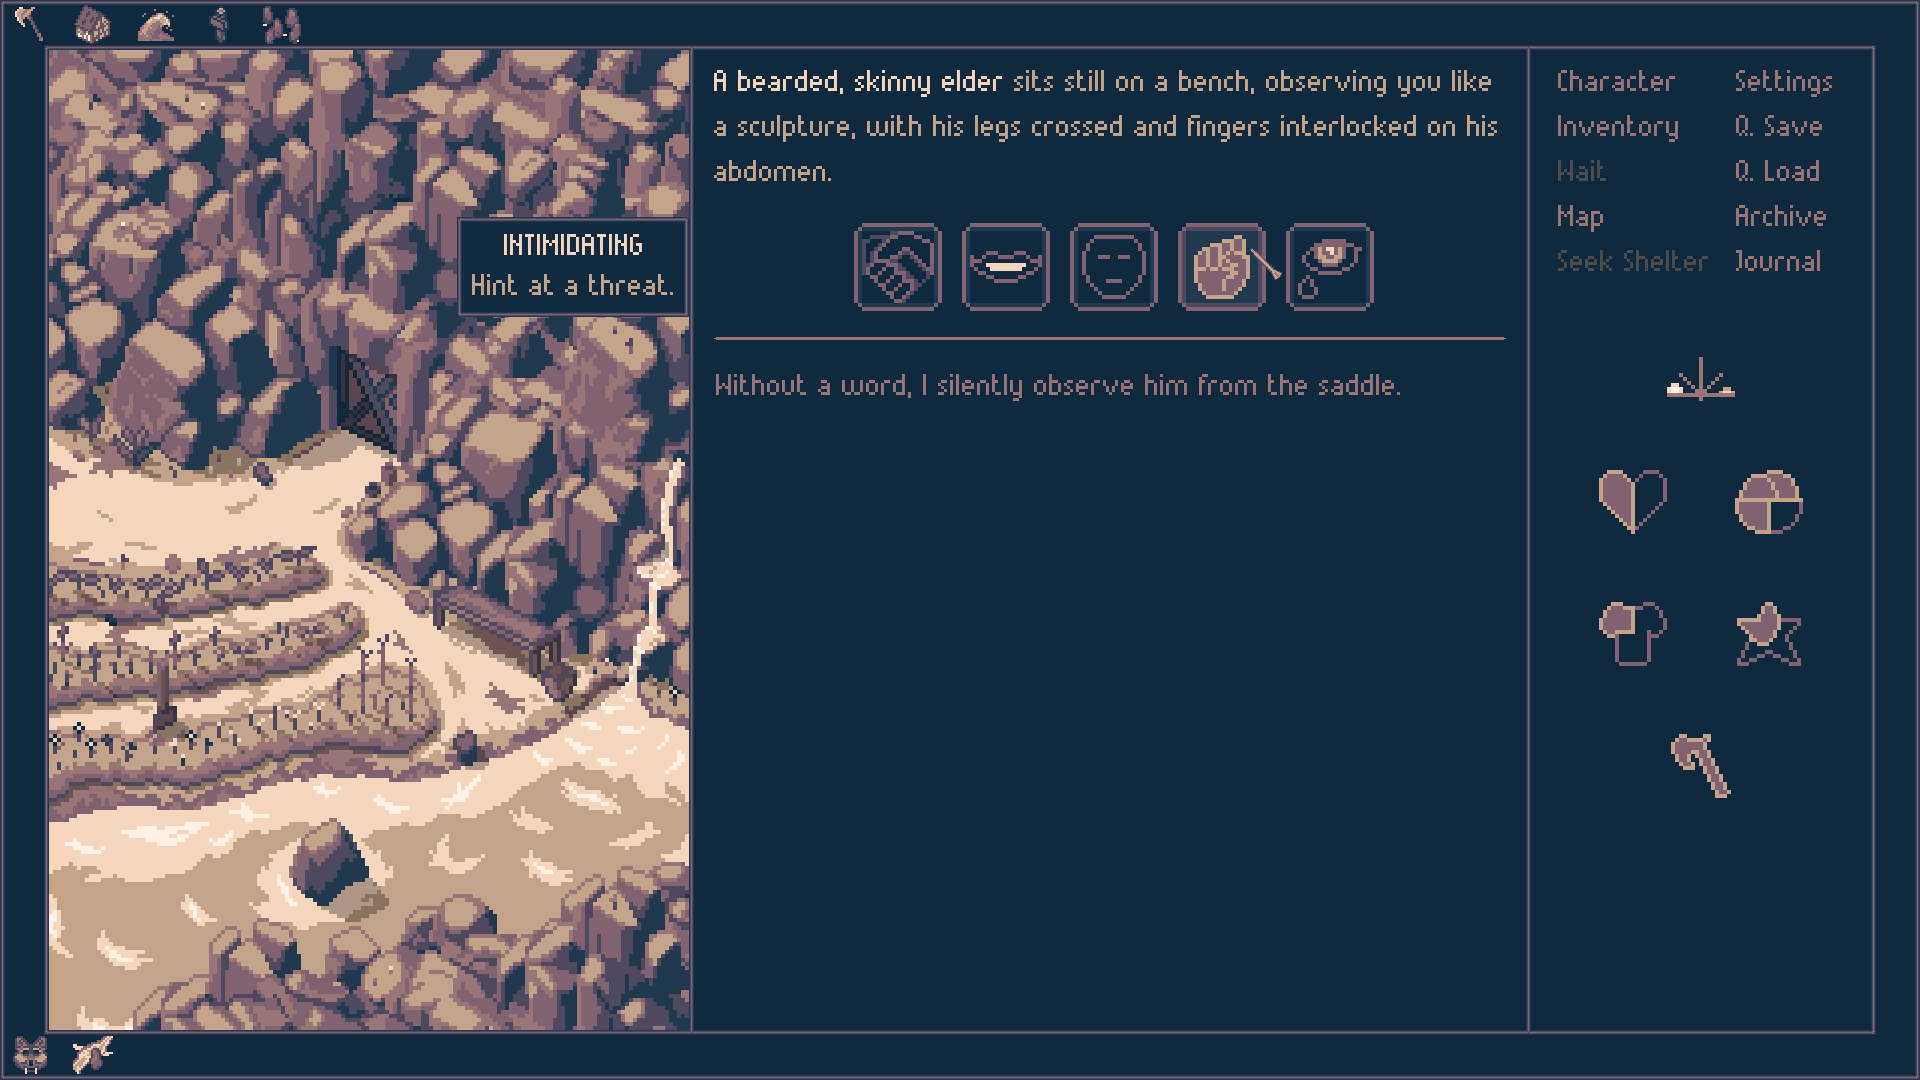 A bearded, skinny elder sits still on a bench, observing you like
a sculpture, with his legs crossed and fingers interlocked on his
abdomen.
INTIMIDATING
Hint at a threat.
Without a word, I silently observe him from the saddle.
Character
Settings
Inventory
Q. Save
Wait
Q. Load
Map
Archive
Seek Shelter
Journal